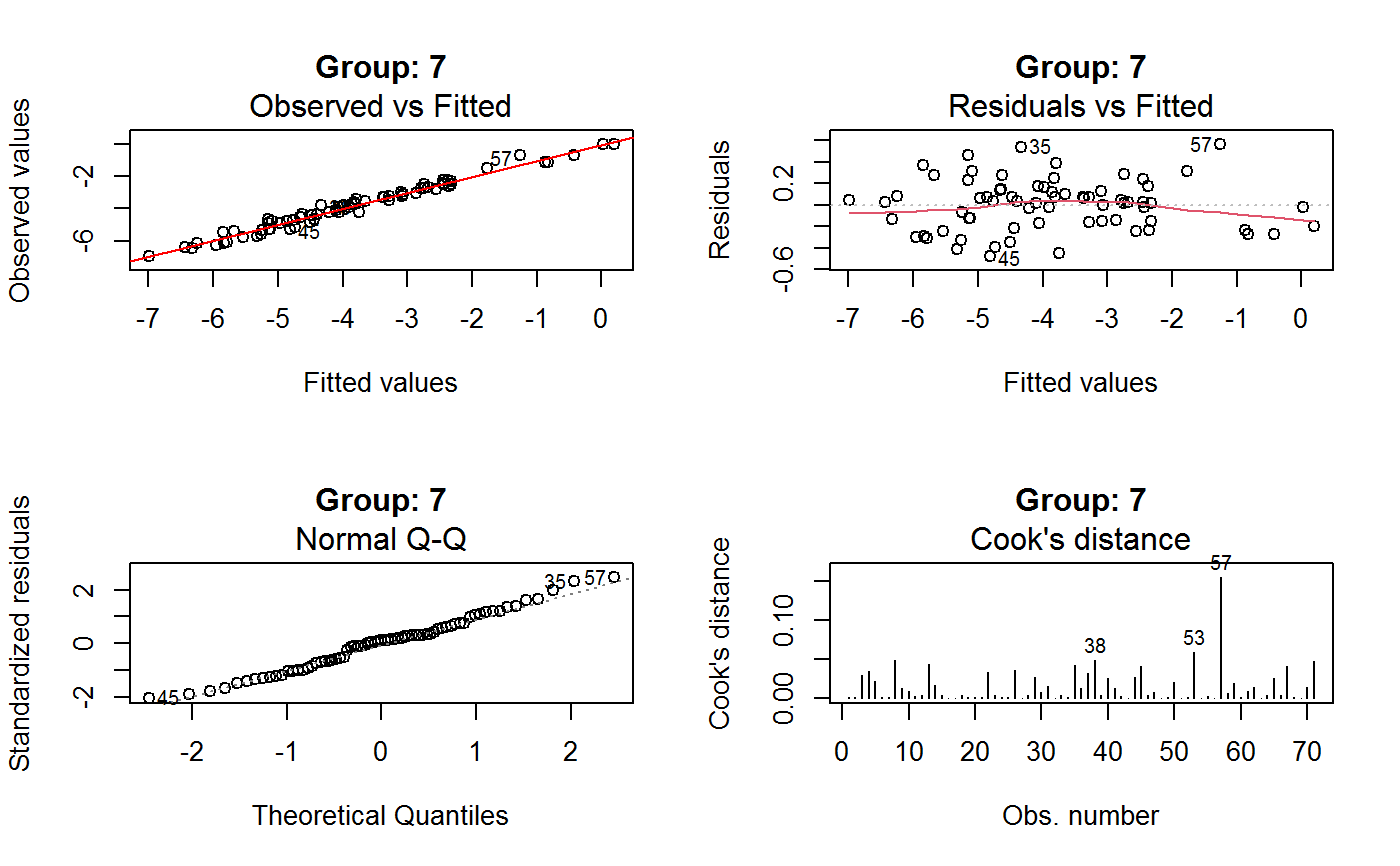 Group: 7
Observed vs Fitted
Observed values
-2
-6
57
45
-7 -6 -5 -4 -3 -2 -1 0
Fitted values
Group: 7
Residuals vs Fitted
Residuals
0.2
-0.6
35
57
45
-7 -6 -5 -4 -3 -2 -1 0
Fitted values
Group: 7
Normal Q-Q
Standardized residuals
2
0
-2
35
57
45
-2 -1 0 1 2
Theoretical Quantiles
Group: 7
Cook's distance
Cook's distance
0.10
0.00
57
53
38
0 10 20 30 40 50 60 70
Obs. number